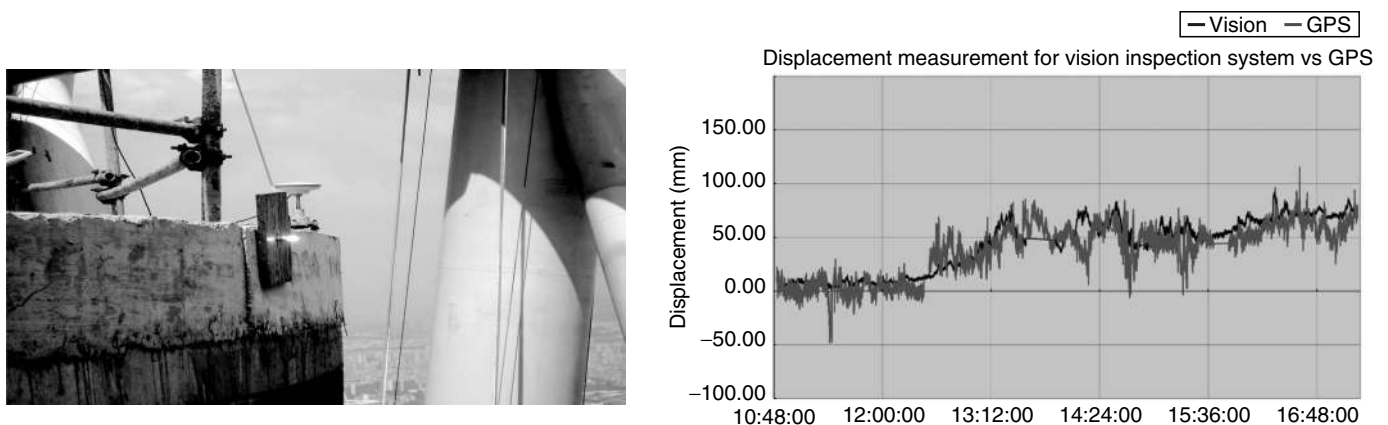 Vision GPS
Displacement measurement for vision inspection system vs GPS
Displacement (mm)
150.00
100.00
50.00
0.00
–50.00
–100.00
10:48:00 12:00:00 13:12:00 14:24:00 15:36:00 16:48:00